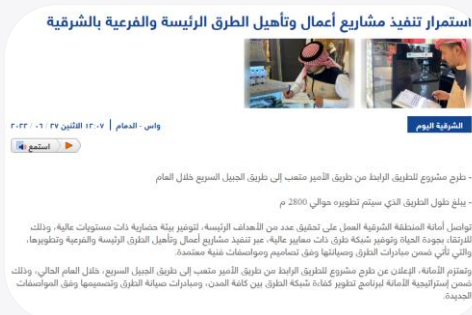 استمرار تنفيذ مشاريع أعمال وتأهيل الطرق الرئيسة والفرعية بالشرقية
الشرقية اليوم
واس - الدمام | ١٢:٠٧ الاثنين ٢٧ / ٠٦ / ٢٠٢٢
استمع
- طرح مشروع للطريق الرابط من طريق الأمير متعب إلى طريق الجبيل السريع خلال العام
- يبلغ طول الطريق الذي سيتم تطويره حوالي 2800 م
تواصل أمانة المنطقة الشرقية العمل على تحقيق عدد من الأهداف الرئيسة، لتوفير بيئة حضارية ذات مستويات عالية، وذلك
للارتقاء بجودة الحياة وتوفير شبكة طرق ذات معايير عالية، عبر تنفيذ مشاريع أعمال وتأهيل الطرق الرئيسة والفرعية وتطويرها،
والتي تأتي ضمن مبادرات الطرق وصيانتها وفق تصاميم ومواصفات فنية معتمدة.
وتعتزم الأمانة، الإعلان عن طرح مشروع للطريق الرابط من طريق الأمير متعب إلى طريق الجبيل السريع، خلال العام الحالي، وذلك
ضمن إستراتيجية الأمانة لبرنامج تطوير كفاءة شبكة الطرق بين كافة المدن، ومبادرات صيانة الطرق وتصميمها وفق المواصفات
الجديدة.